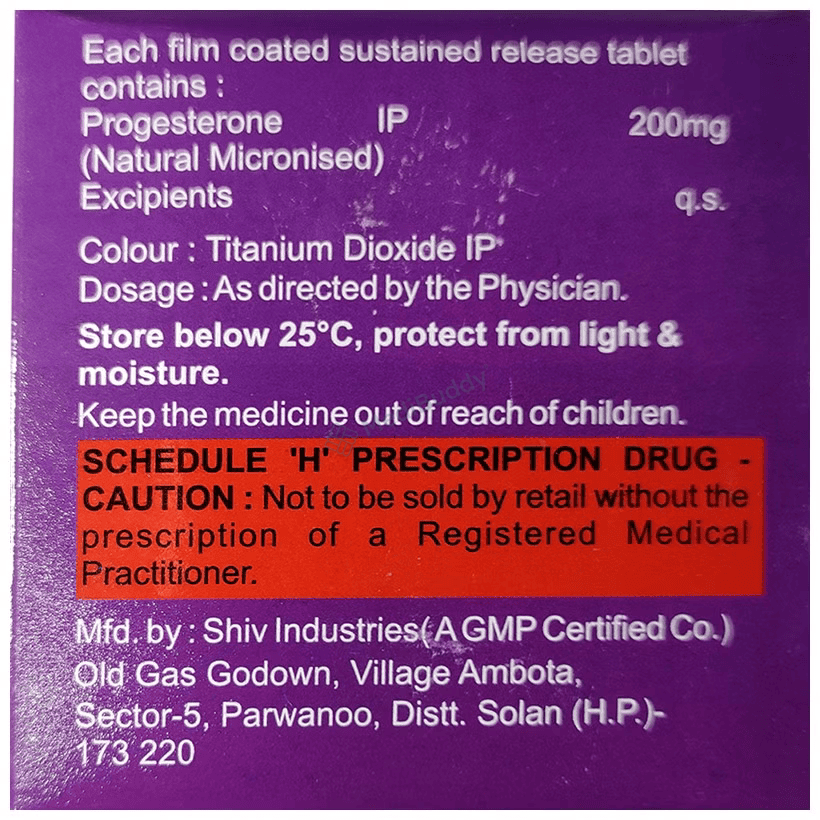 Each film coated sustained release tablet
contains :
Progesterone IP 200mg
(Natural Micronised)
Excipients q.s.
Colour : Titanium Dioxide IP
Dosage : As directed by the Physician.
Store below 25°C, protect from light &
moisture.
Keep the medicine out of reach of children.
SCHEDULE 'H' PRESCRIPTION DRUG -
CAUTION : Not to be sold by retail without the
prescription of a Registered Medical
Practitioner.
Mfd. by : Shiv Industries( A GMP Certified Co.)
Old Gas Godown, Village Ambota,
Sector-5, Parwanoo, Distt. Solan (H.P.)-
173 220